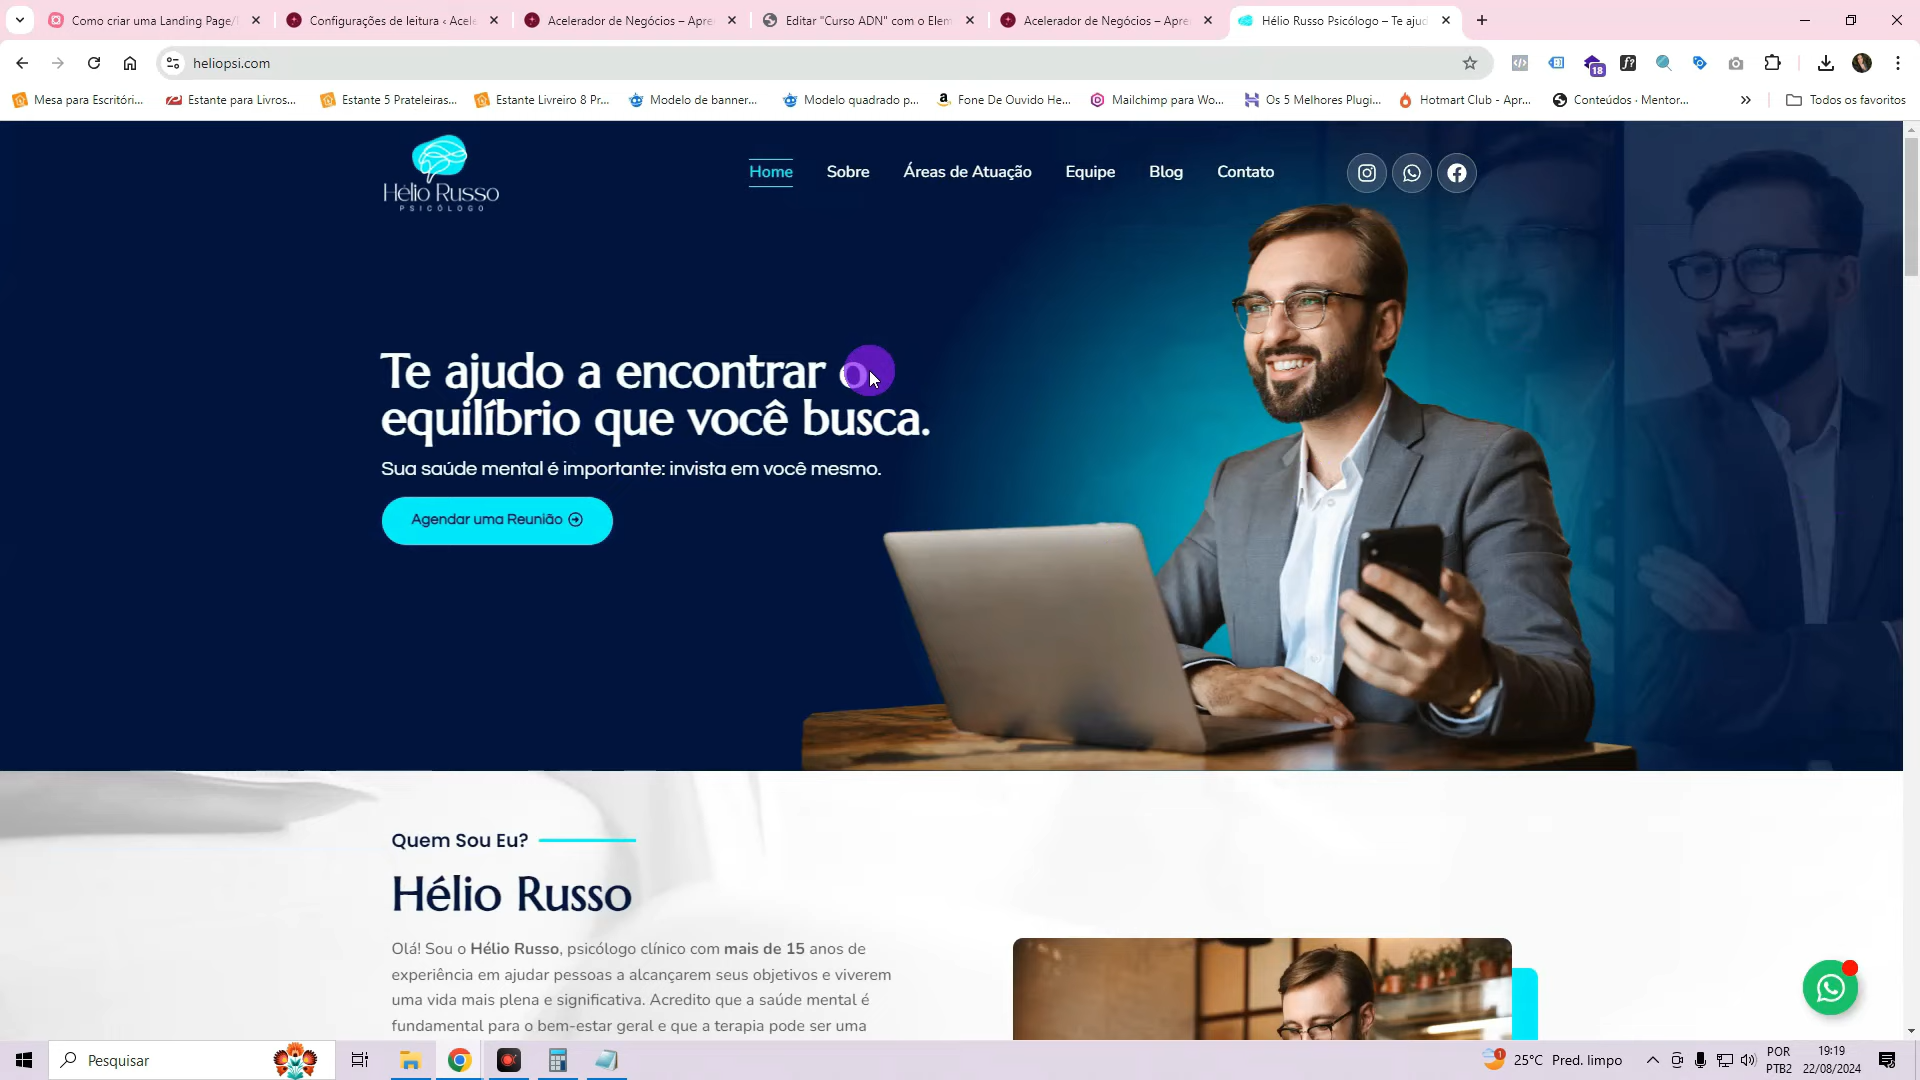 Como criar uma Landing Page/
Configurações de leitura ‹ Acele
Acelerador de Negócios – Apre
Editar "Curso ADN" com o Elem
Acelerador de Negócios – Apre
Hélio Russo Psicólogo – Te ajud
heliopsi.com
18
Mesa para Escritóri...
Estante para Livros...
Estante 5 Prateleiras...
Estante Livreiro 8 Pr...
Modelo de banner...
Modelo quadrado p...
Fone De Ouvido He...
Mailchimp para Wo...
Os 5 Melhores Plugi...
Hotmart Club - Apr...
Conteúdos · Mentor...
Todos os favoritos
Hélio Russo
PSICÓLOGO
Home
Sobre
Áreas de Atuação
Equipe
Blog
Contato
Te ajudo a encontrar o
equilíbrio que você busca.
Sua saúde mental é importante: invista em você mesmo.
Agendar uma Reunião
Quem Sou Eu?
Hélio Russo
Olá! Sou o Hélio Russo, psicólogo clínico com mais de 15 anos de
experiência em ajudar pessoas a alcançarem seus objetivos e viverem
uma vida mais plena e significativa. Acredito que a saúde mental é
fundamental para o bem-estar geral e que a terapia pode ser uma
Pesquisar
1
25°C Pred. limpo
POR
PTB2
19:19
22/08/2024